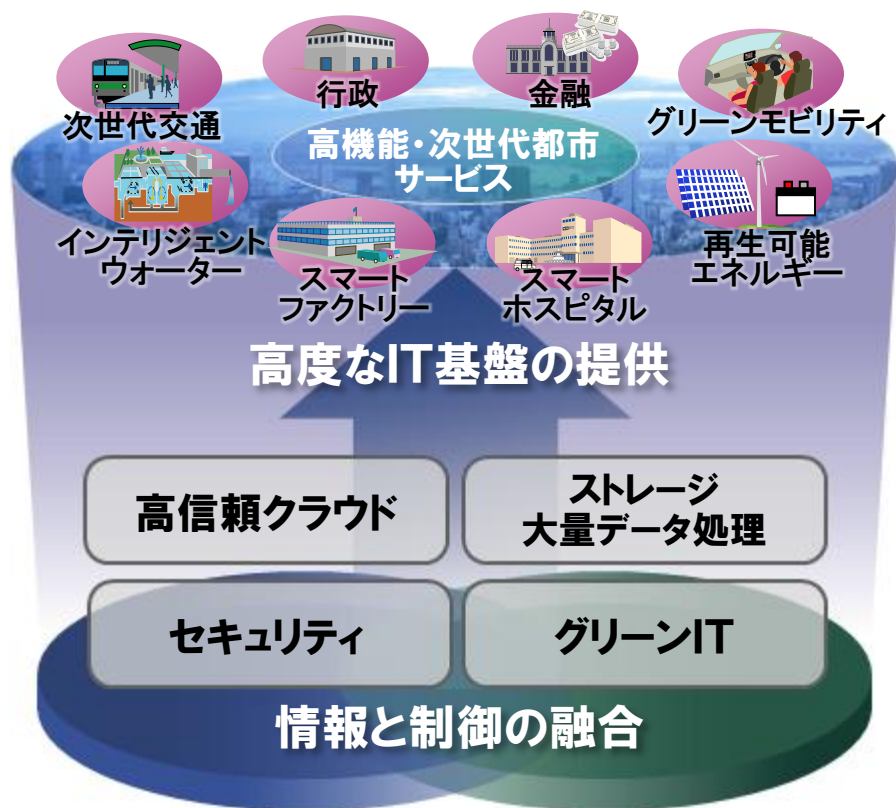 次世代交通
行政
金融
グリーンモビリティ
高機能・次世代都市
サービス
インテリジェント
ウォーター
スマート
ファクトリー
スマート
ホスピタル
再生可能
エネルギー
高度なIT基盤の提供
高信頼クラウド
ストレージ
大量データ処理
セキュリティ
グリーンIT
情報と制御の融合